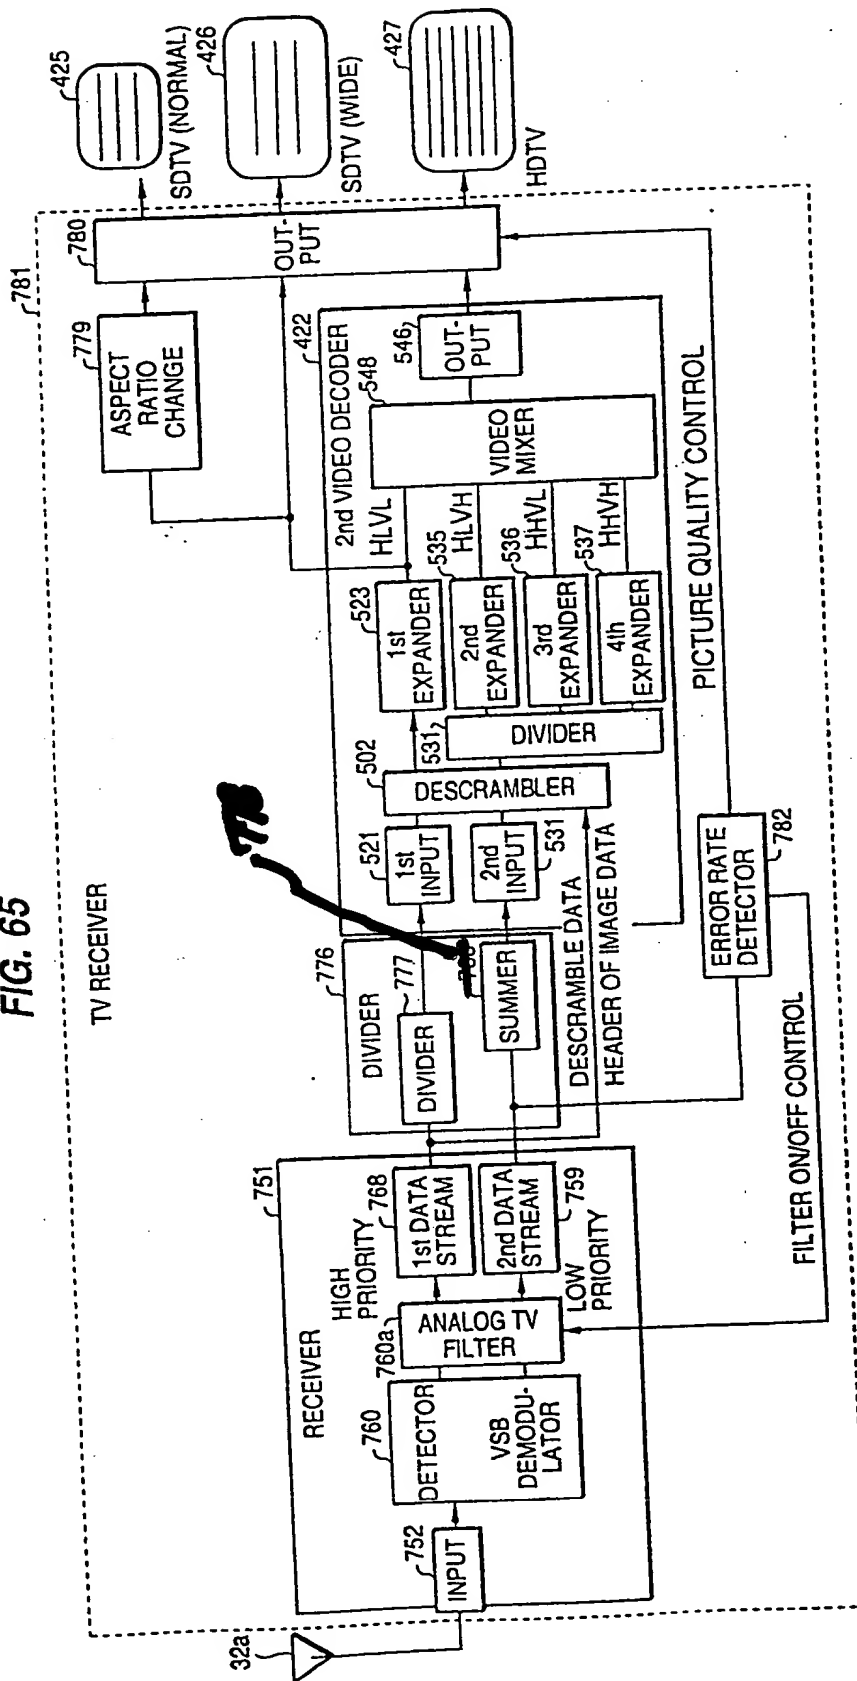 FIG. 65
TV RECEIVER
781
32a
RECEIVER
751
752
INPUT
760
DETECTOR
VSB
DEMODU-
LATOR
760a
ANALOG TV
FILTER
HIGH
PRIORITY
768
1st DATA
STREAM
2nd DATA
STREAM
759
LOW
PRIORITY
776
DIVIDER
777
DIVIDER
778
SUMMER
DESCRAMBLE DATA
HEADER OF IMAGE DATA
422
2nd VIDEO DECODER
521
1st
INPUT
2nd
INPUT
531
502
DESCRAMBLER
531
DIVIDER
523
1st
EXPANDER
535
2nd
EXPANDER
536
3rd
EXPANDER
537
4th
EXPANDER
HLVL
HLVH
HHVL
HHVH
548
VIDEO
MIXER
546
OUT-
PUT
779
ASPECT
RATIO
CHANGE
780
OUT-
PUT
425
SDTV (NORMAL)
426
SDTV (WIDE)
427
HDTV
ERROR RATE
DETECTOR
782
PICTURE QUALITY CONTROL
FILTER ON/OFF CONTROL